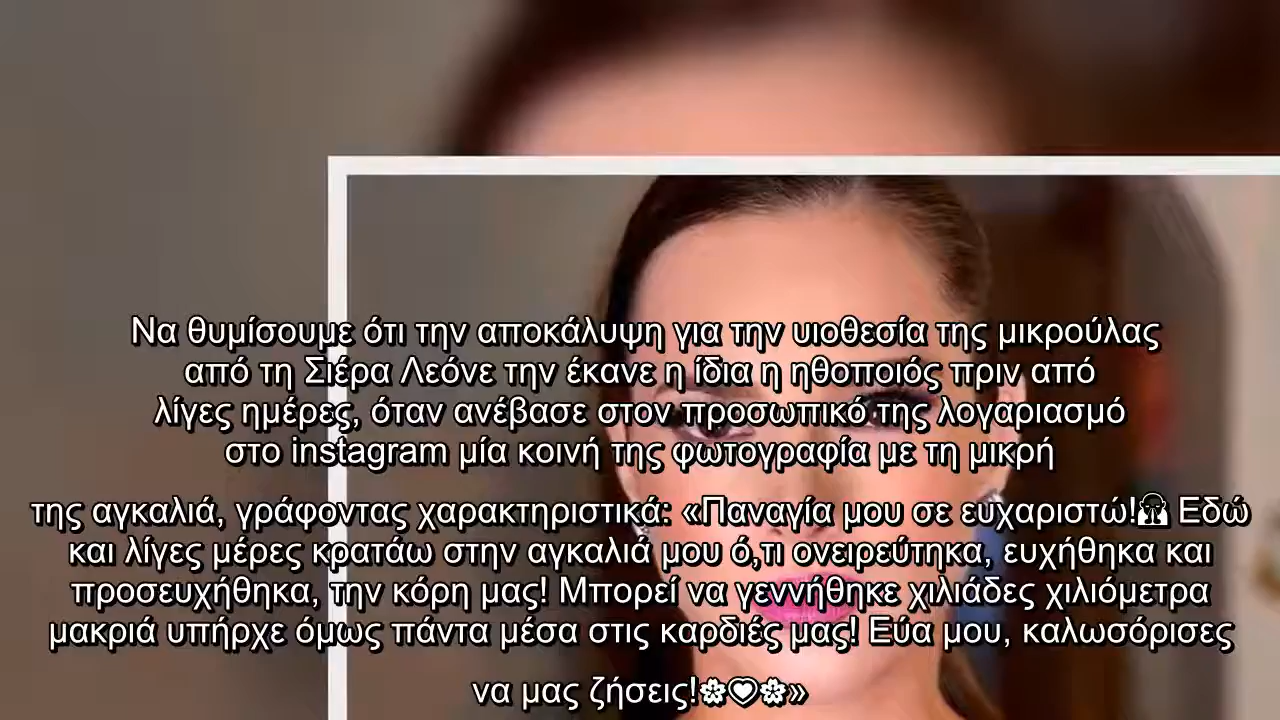 Να θυμίσουμε ότι την αποκάλυψη για την υιοθεσία της μικρούλας
από τη Σιέρα Λεόνε την έκανε η ίδια η ηθοποιός πριν από
λίγες ημέρες, όταν ανέβασε στον προσωπικό της λογαριασμό
στο instagram μία κοινή της φωτογραφία με τη μικρή
της αγκαλιά, γράφοντας χαρακτηριστικά: «Παναγία μου σε ευχαριστώ! Εδώ
και λίγες μέρες κρατάω στην αγκαλιά μου ό,τι ονειρεύτηκα, ευχήθηκα και
προσευχήθηκα, την κόρη μας! Μπορεί να γεννήθηκε χιλιάδες χιλιόμετρα
μακριά υπήρχε όμως πάντα μέσα στις καρδιές μας! Εύα μου, καλωσόρισες
να μας ζήσεις!🌸💗🌸»